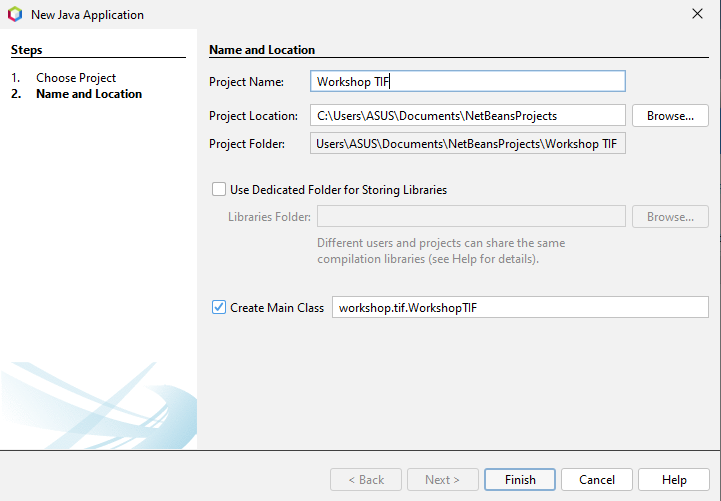 New Java Application
Steps
1. Choose Project
2. Name and Location
Name and Location
Project Name: Workshop TIF
Project Location: C:\Users\ASUS\Documents\NetBeansProjects Browse...
Project Folder: Users\ASUS\Documents\NetBeansProjects\Workshop TIF
Use Dedicated Folder for Storing Libraries
Libraries Folder: Browse...
Different users and projects can share the same
compilation libraries (see Help for details).
Create Main Class workshop.tif.WorkshopTIF
< Back Next > Finish Cancel Help